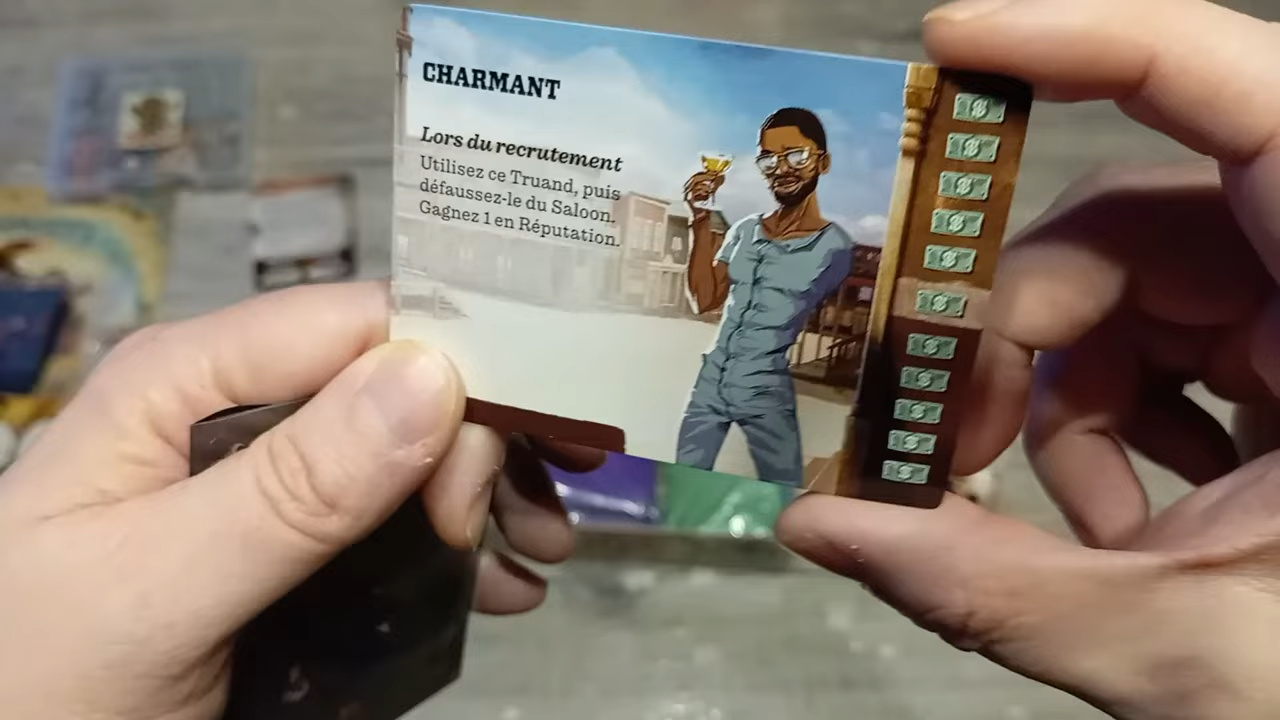 CHARMANT
Lors du recrutement
Utilisez ce Truand, puis
défaussez-le du Saloon.
Gagnez 1 en Réputation.